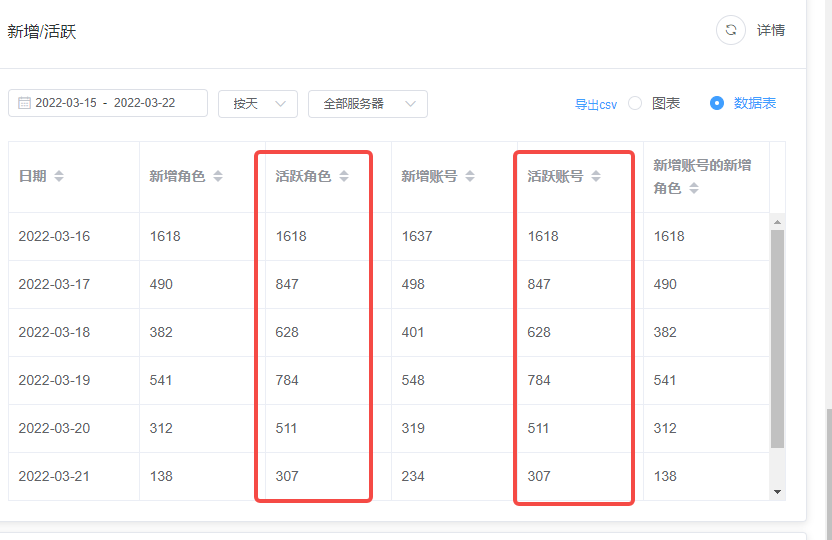 新增/活跃
详情
2022-03-15 - 2022-03-22
按天
全部服务器
导出csv
图表
数据表
日期 新增角色 活跃角色 新增账号 活跃账号 新增账号的新增
角色
2022-03-16 1618 1618 1637 1618 1618
2022-03-17 490 847 498 847 490
2022-03-18 382 628 401 628 382
2022-03-19 541 784 548 784 541
2022-03-20 312 511 319 511 312
2022-03-21 138 307 234 307 138